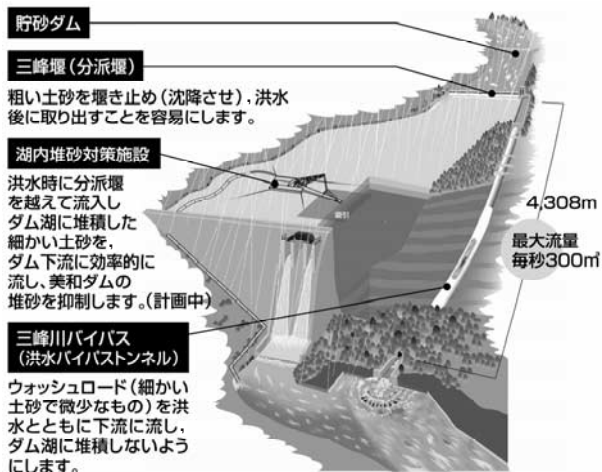 貯砂ダム
三峰堰(分派堰)
粗い土砂を堰き止め(沈降させ)，洪水
後に取り出すことを容易にします。
湖内堆砂対策施設
洪水時に分派堰
を越えて流入し
ダム湖に堆積した
細かい土砂を，
ダム下流に効率的に
流し，美和ダムの
堆砂を抑制します。(計画中)
三峰川バイパス
(洪水バイパストンネル)
ウォッシュロード(細かい
土砂で微少なもの)を洪
水とともに下流に流し，
ダム湖に堆積しないよう
にします。
吸引
4,308m
最大流量
毎秒300㎥